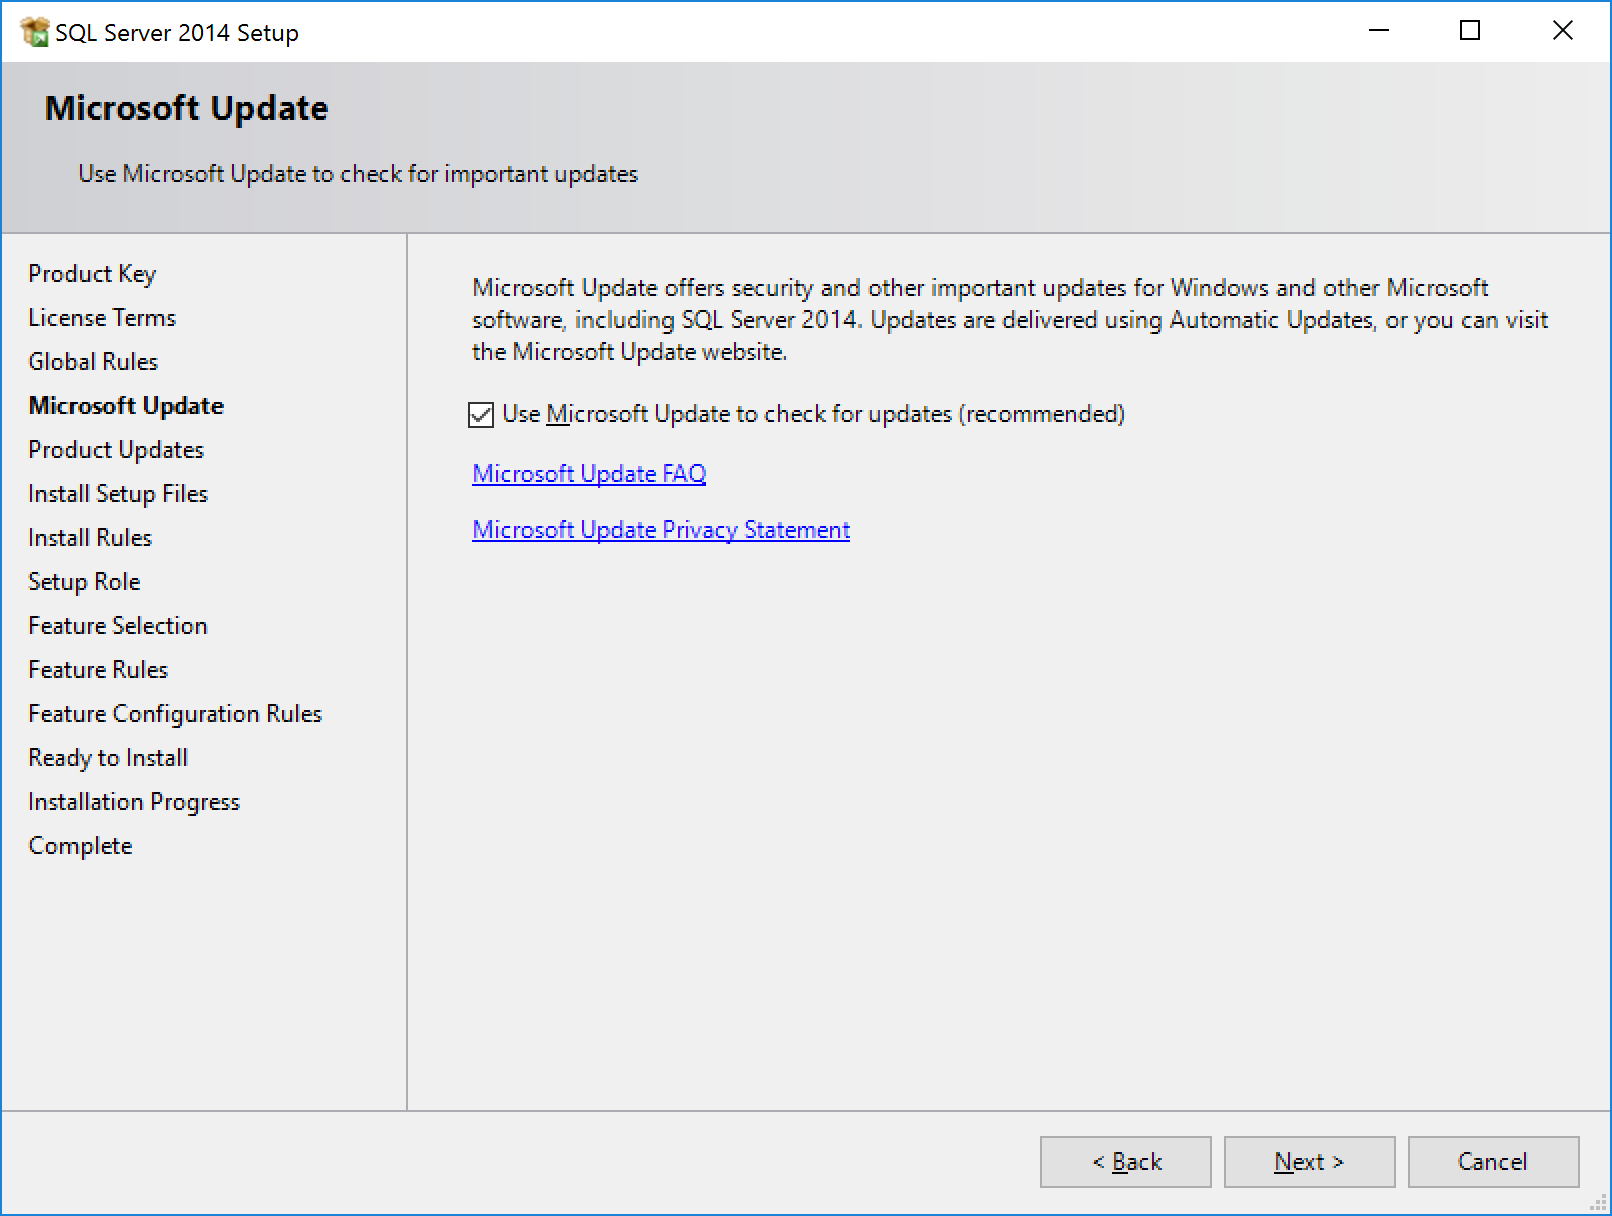 SQL Server 2014 Setup
Microsoft Update
Use Microsoft Update to check for important updates
Product Key
License Terms
Global Rules
Microsoft Update
Product Updates
Install Setup Files
Install Rules
Setup Role
Feature Selection
Feature Rules
Feature Configuration Rules
Ready to Install
Installation Progress
Complete
Microsoft Update offers security and other important updates for Windows and other Microsoft
software, including SQL Server 2014. Updates are delivered using Automatic Updates, or you can visit
the Microsoft Update website.
Use Microsoft Update to check for updates (recommended)
Microsoft Update FAQ
Microsoft Update Privacy Statement
< Back
Next >
Cancel